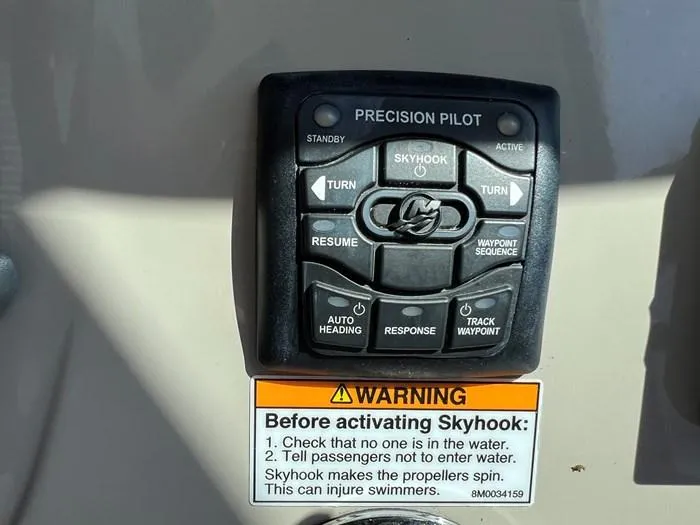 PRECISION PILOT
STANDBY
ACTIVE
SKYHOOK
TURN
TURN
RESUME
WAYPOINT
SEQUENCE
AUTO
HEADING
RESPONSE
TRACK
WAYPOINT
WARNING
Before activating Skyhook:
1. Check that no one is in the water.
2. Tell passengers not to enter water.
Skyhook makes the propellers spin.
This can injure swimmers. 8M0034159